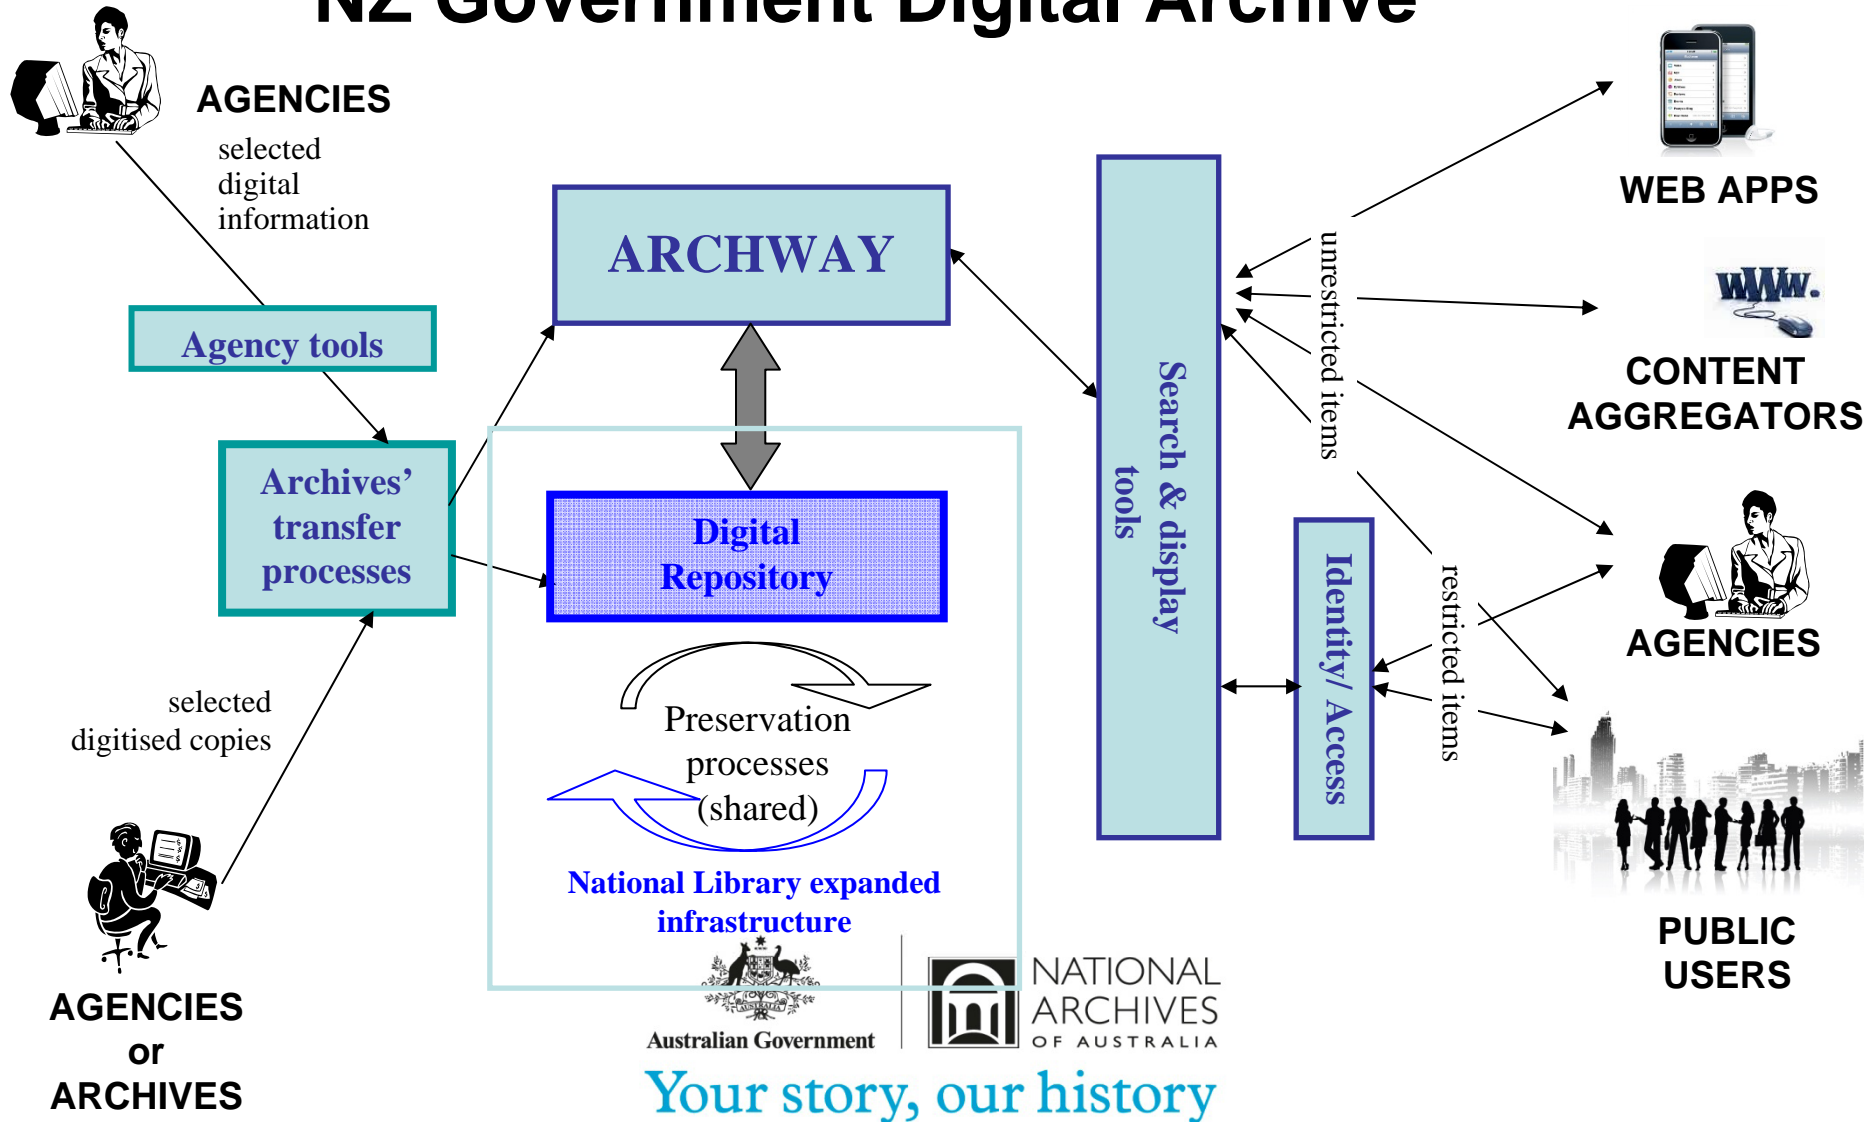 NZ Government Digital Archive
AGENCIES
selected
digital
information
Agency tools
Archives’
transfer
processes
selected
digitised copies
AGENCIES
or
ARCHIVES
ARCHWAY
Digital
Repository
Preservation
processes
(shared)
National Library expanded
infrastructure
Search & display
tools
Identity/ Access
unrestricted items
restricted items
WEB APPS
www.
CONTENT
AGGREGATORS
AGENCIES
PUBLIC
USERS
AUSTRALIA
Australian Government
NATIONAL
ARCHIVES
OF AUSTRALIA
Your story, our history